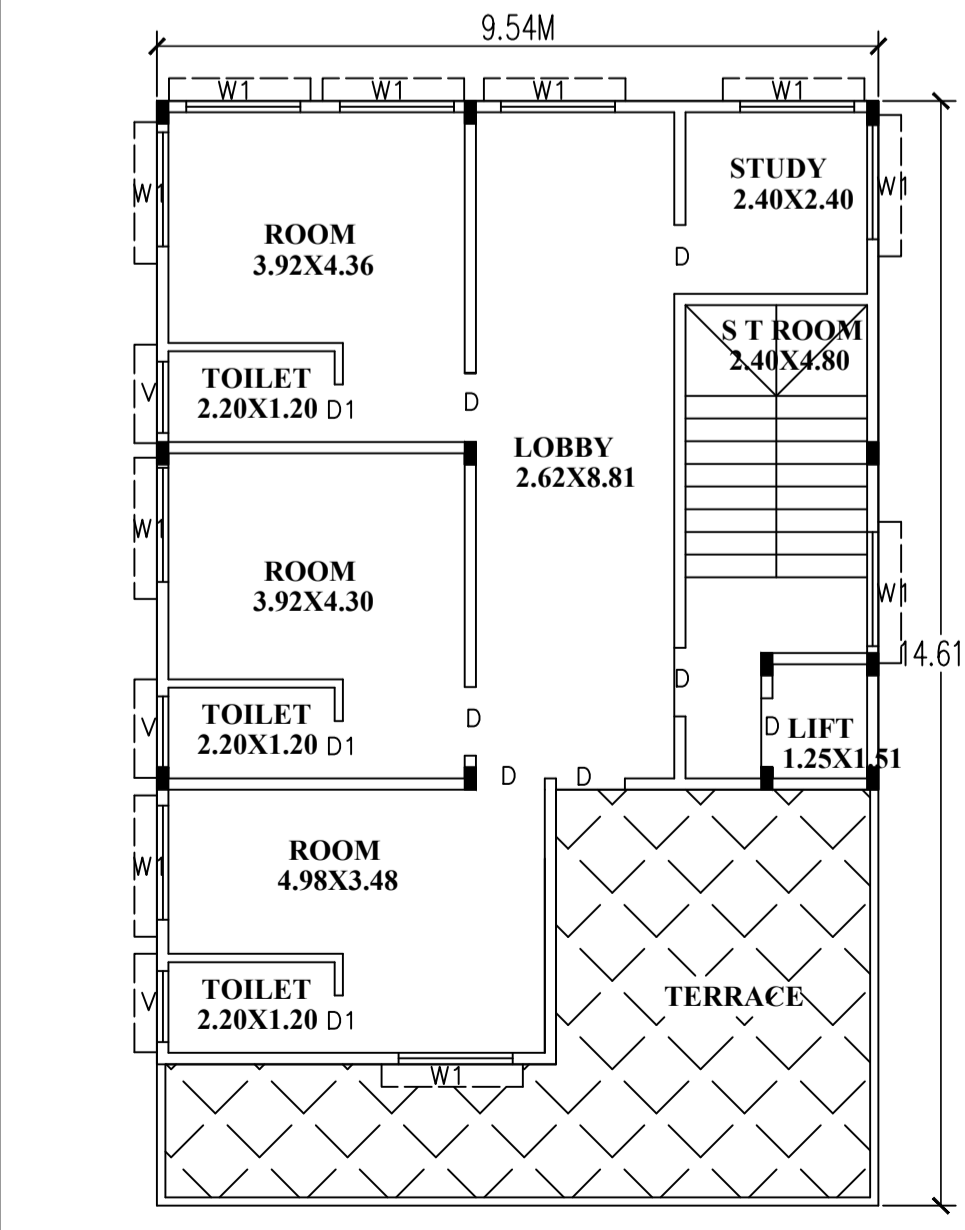 9.54M
W1
W1
W1
W1
W1
W1
STUDY
2.40X2.40
ROOM
3.92X4.36
D
S T ROOM
2.40X4.80
V
TOILET
2.20X1.20 D1
D
LOBBY
2.62X8.81
W1
ROOM
3.92X4.30
W1
14.61
D
V
TOILET
2.20X1.20 D1
D
D
LIFT
1.25X1.51
D
D
W1
ROOM
4.98X3.48
V
TOILET
2.20X1.20 D1
TERRACE
W1